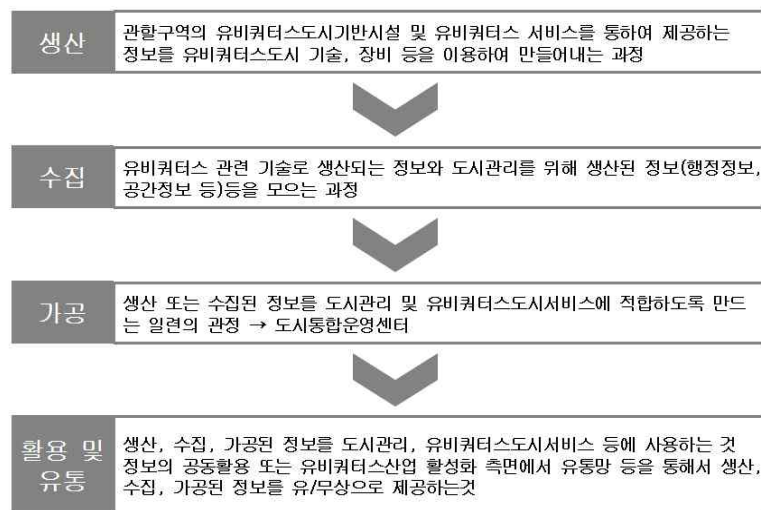 생산
관할구역의 유비쿼터스도시기반시설 및 유비쿼터스 서비스를 통하여 제공하는
정보를 유비쿼터스도시 기술, 장비 등을 이용하여 만들어내는 과정
수집
유비쿼터스 관련 기술로 생산되는 정보와 도시관리를 위해 생산된 정보(행정정보,
공간정보 등)등을 모으는 과정
가공
생산 또는 수집된 정보를 도시관리 및 유비쿼터스도시서비스에 적합하도록 만드
는 일련의 관정 → 도시통합운영센터
활용 및
유통
생산, 수집, 가공된 정보를 도시관리, 유비쿼터스도시서비스 등에 사용하는 것
정보의 공동활용 또는 유비쿼터스산업 활성화 측면에서 유통망 등을 통해서 생산,
수집, 가공된 정보를 유/무상으로 제공하는것